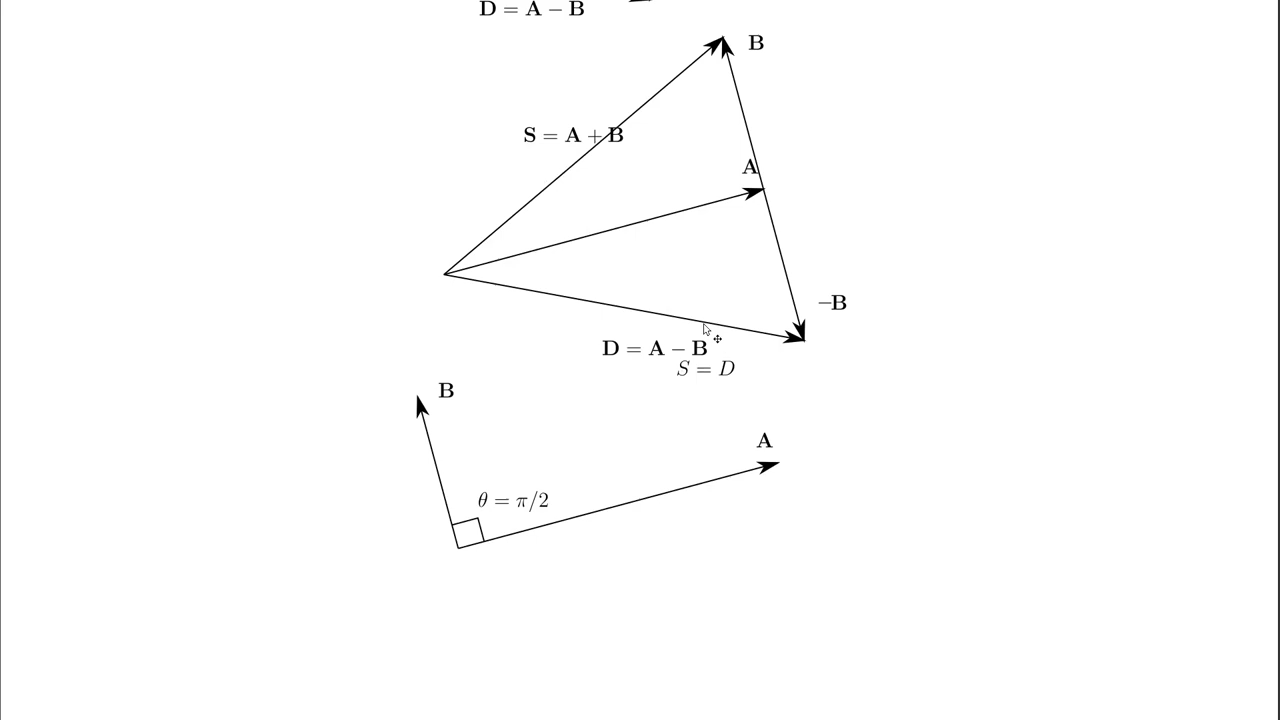 D = A − B
B
S = A + B
A
−B
D = A − B
S = D
B
A
θ = π/2